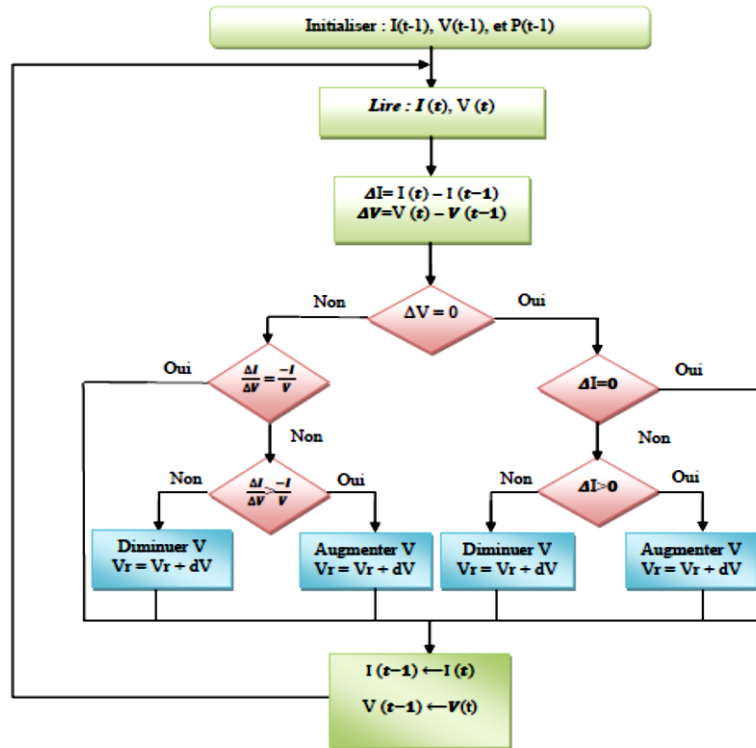 Initialiser : I(t-1), V(t-1), et P(t-1)
Lire : I (t), V (t)
ΔI= I (t) – I (t−1)
ΔV=V (t) – V (t−1)
Non
ΔV = 0
Oui
Oui
ΔI/ΔV = −I/V
ΔI=0
Oui
Non
Non
Non
ΔI/ΔV > −I/V
Oui
Non
ΔI>0
Oui
Diminuer V
Vr = Vr + dV
Augmenter V
Vr = Vr + dV
Diminuer V
Vr = Vr + dV
Augmenter V
Vr = Vr + dV
I (t−1) ←I (t)
V (t−1) ←V(t)